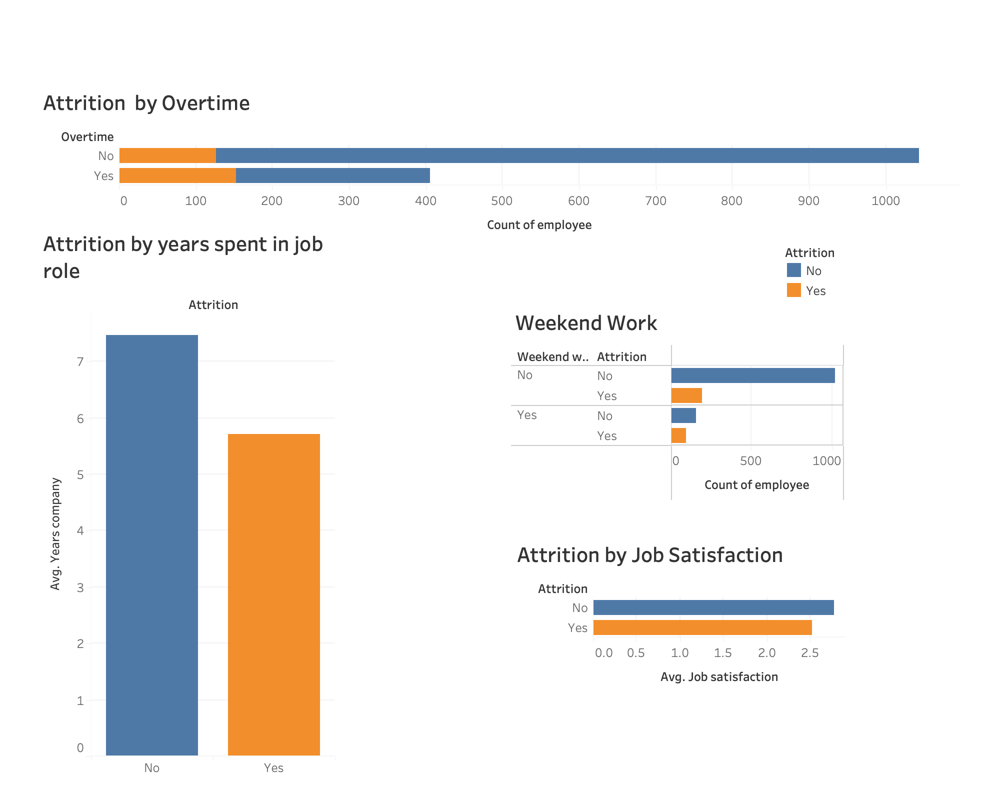 Attrition  by Overtime
Overtime
No
Yes
0 100 200 300 400 500 600 700 800 900 1000
Count of employee
Attrition by years spent in job
role
Attrition
Avg. Years company
7
6
5
4
3
2
1
0
No Yes
Attrition
No
Yes
Weekend Work
Weekend w.. Attrition
No No
Yes
Yes No
Yes
0 500 1000
Count of employee
Attrition by Job Satisfaction
Attrition
No
Yes
0.0 0.5 1.0 1.5 2.0 2.5
Avg. Job satisfaction